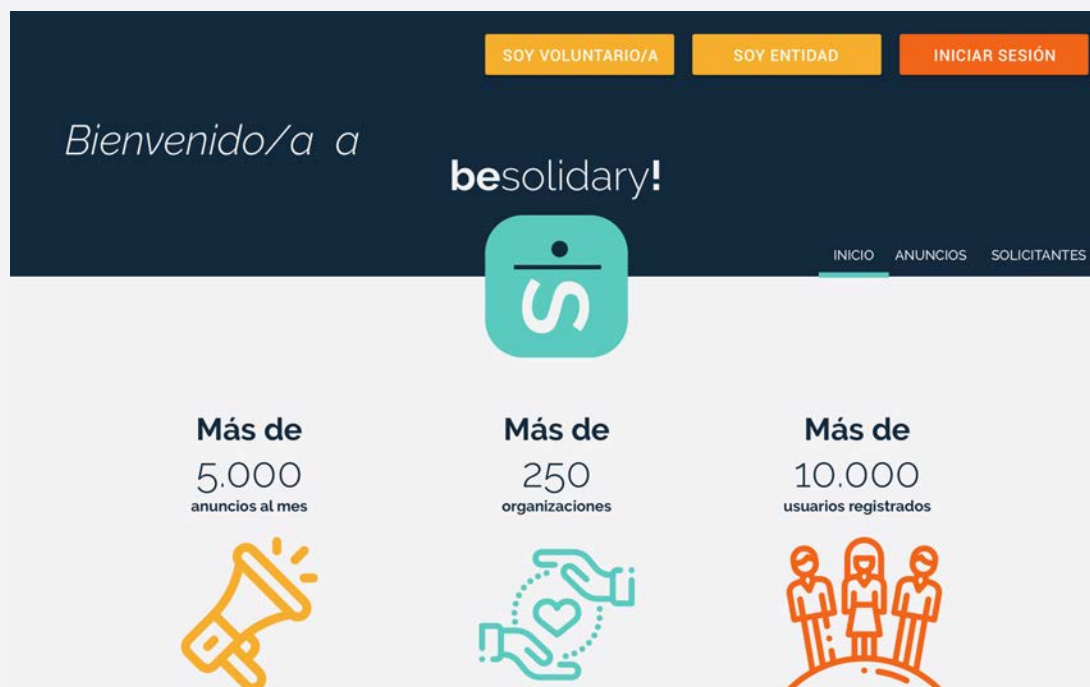 SOY VOLUNTARIO/A
SOY ENTIDAD
INICIAR SESIÓN
Bienvenido/a a
besolidary!
INICIO ANUNCIOS SOLICITANTES
Más de
5.000
anuncios al mes
Más de
250
organizaciones
Más de
10.000
usuarios registrados